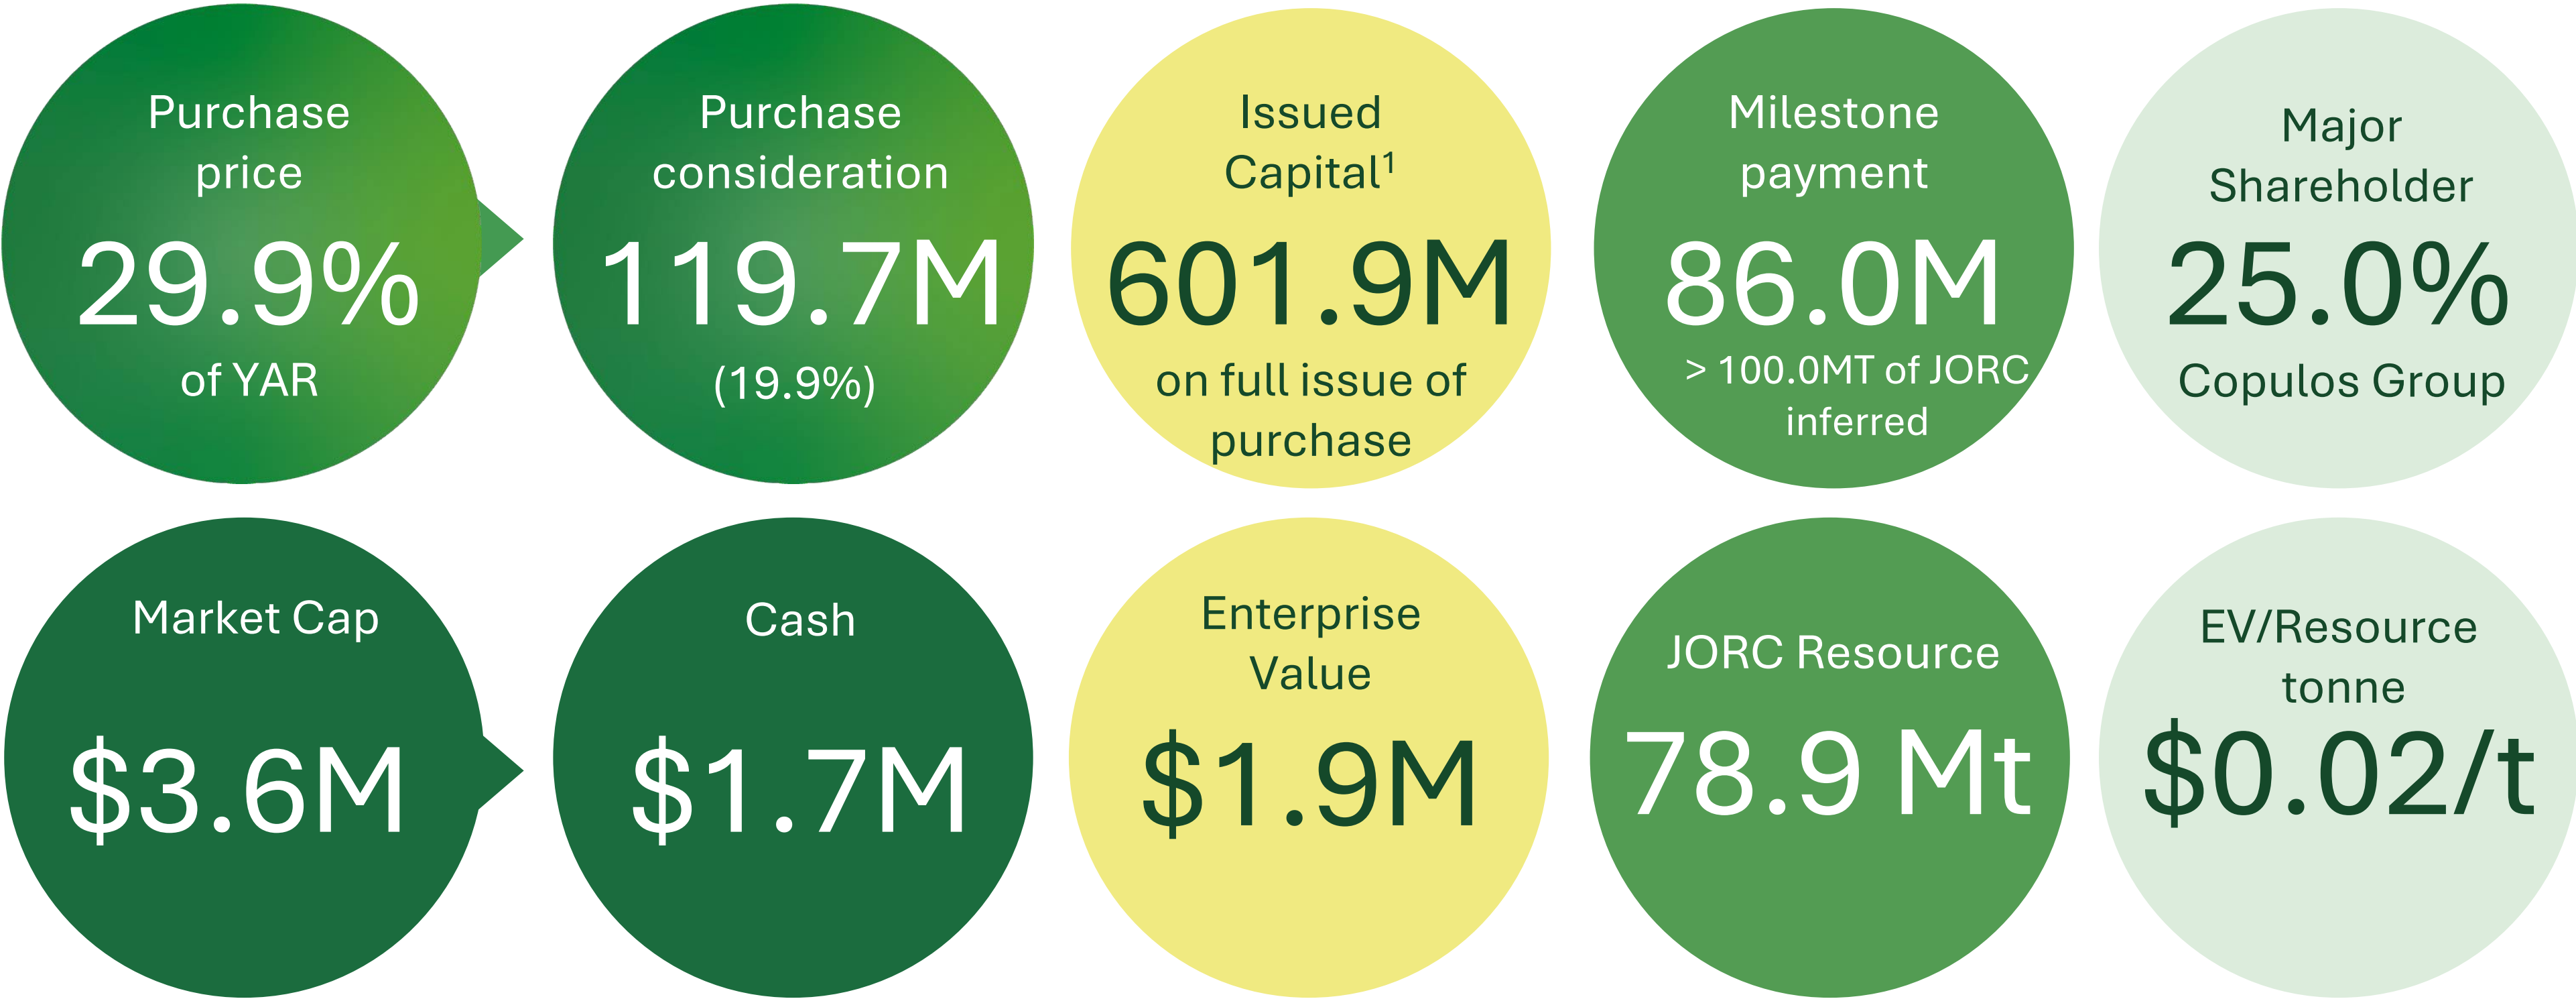 Purchase
price
29.9%
of YAR
Purchase
consideration
119.7M
(19.9%)
Issued
Capital¹
601.9M
on full issue of
purchase
Milestone
payment
86.0M
> 100.0MT of JORC
inferred
Major
Shareholder
25.0%
Copulos Group
Market Cap
$3.6M
Cash
$1.7M
Enterprise
Value
$1.9M
JORC Resource
78.9 Mt
EV/Resource
tonne
$0.02/t